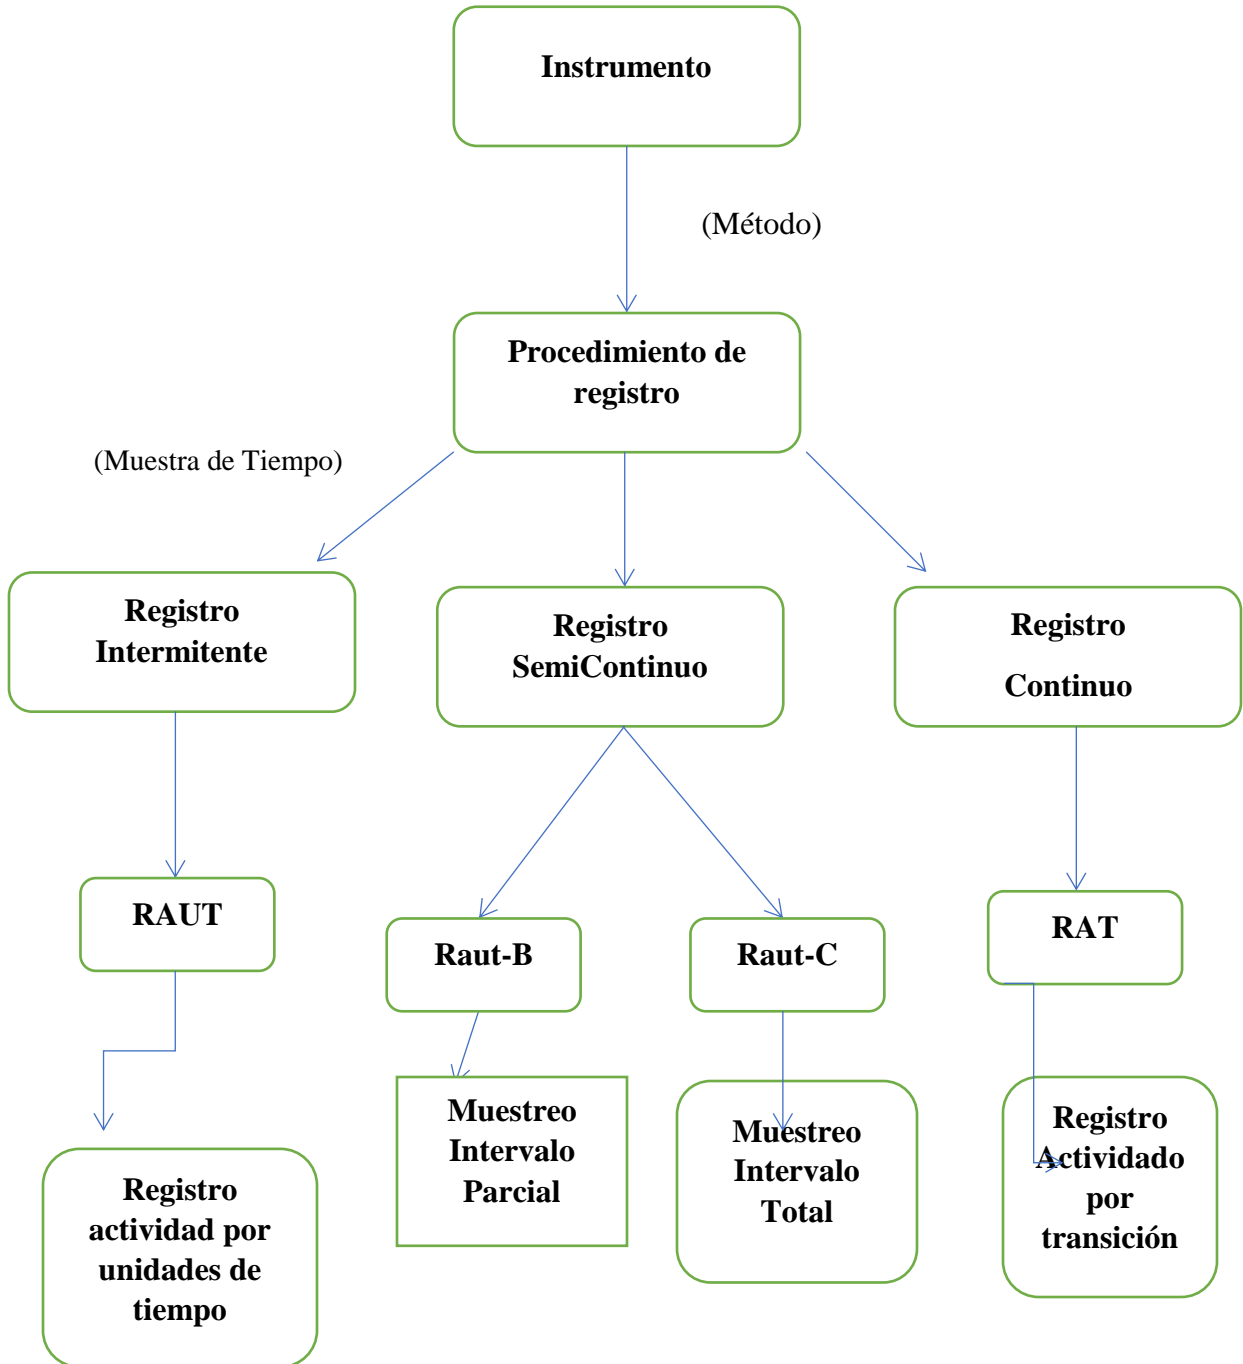 Instrumento
(Método)
Procedimiento de
registro
(Muestra de Tiempo)
Registro
Intermitente
Registro
SemiContinuo
Registro
Continuo
RAUT
Raut-B
Raut-C
RAT
Registro
actividad por
unidades de
tiempo
Muestreo
Intervalo
Parcial
Muestreo
Intervalo
Total
Registro
Actividado
por
transición